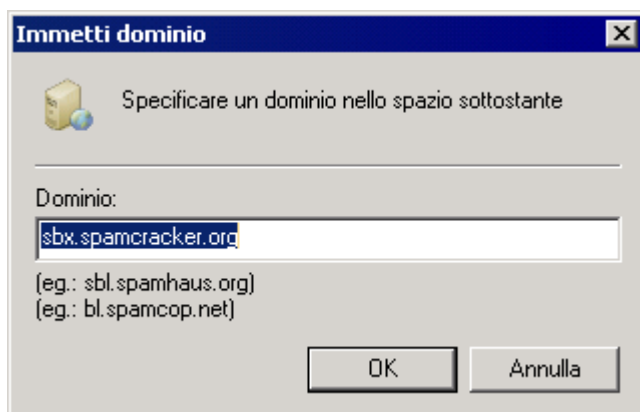 Immetti dominio
Specificare un dominio nello spazio sottostante
Dominio:
sbx.spamcracker.org
(eg.: sbl.spamhaus.org)
(eg.: bl.spamcop.net)
OK Annulla